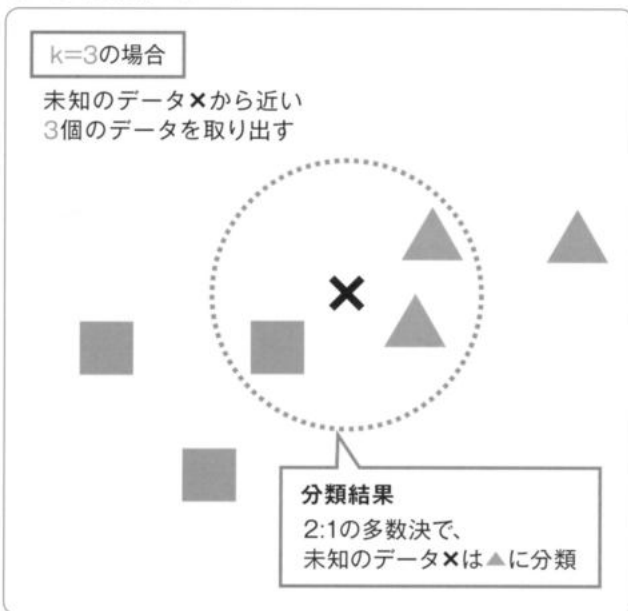 k=3の場合
未知のデータ×から近い
3個のデータを取り出す
分類結果
2:1の多数決で、
未知のデータ×は▲に分類